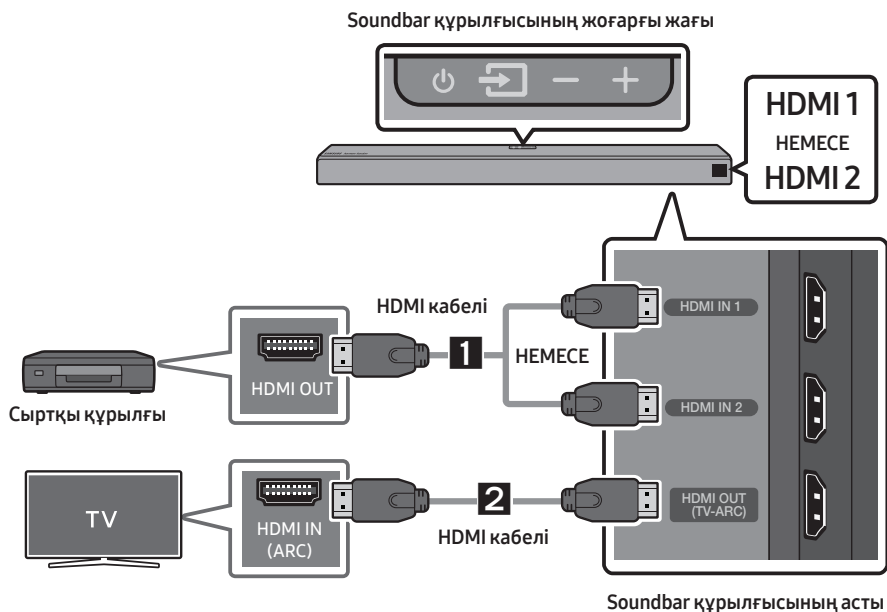 Soundbar құрылғысының жоғарғы жағы
HDMI 1
НЕМЕСЕ
HDMI 2
HDMI кабелі
HDMI IN 1
1
НЕМЕСЕ
HDMI OUT
HDMI IN 2
Сыртқы құрылғы
TV
HDMI IN
(ARC)
2
HDMI кабелі
HDMI OUT
(TV-ARC)
Soundbar құрылғысының асты